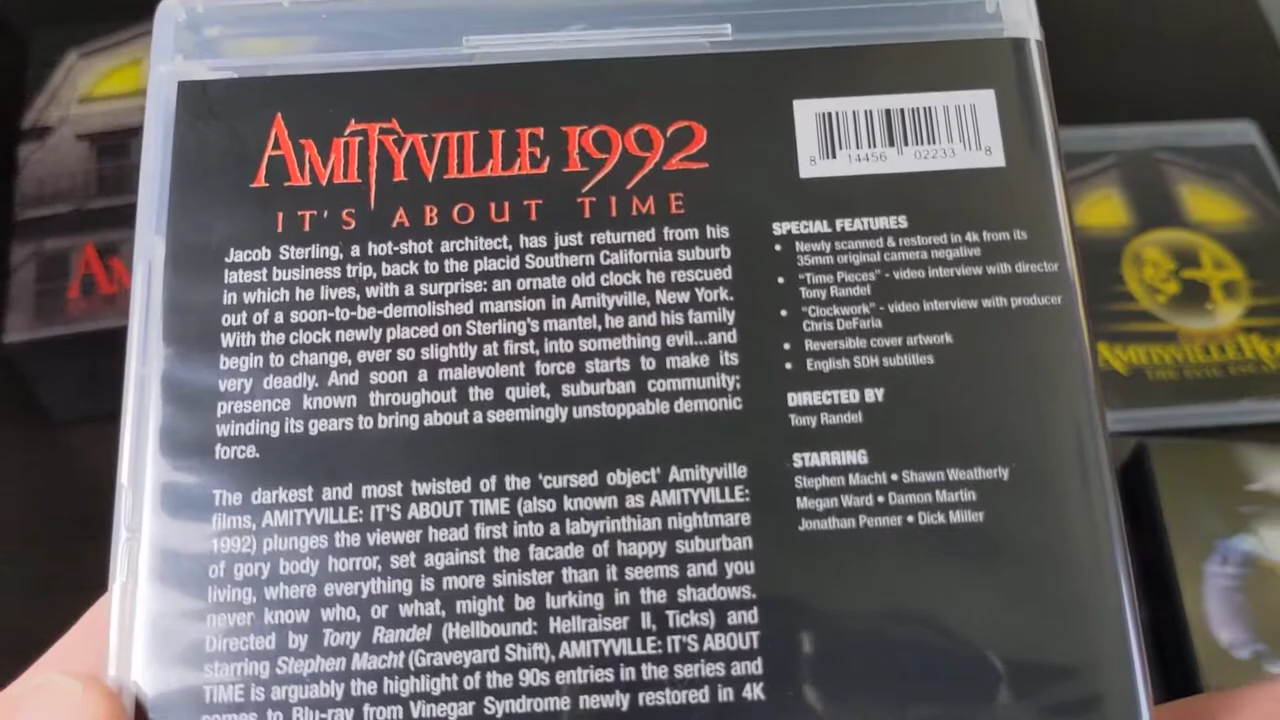 AMITYVILLE 1992
IT'S ABOUT TIME
Jacob Sterling, a hot-shot architect, has just returned from his
latest business trip, back to the placid Southern California suburb
in which he lives, with a surprise: an ornate old clock he rescued
out of a soon-to-be-demolished mansion in Amityville, New York.
With the clock newly placed on Sterling's mantel, he and his family
begin to change, ever so slightly at first, into something evil...and
very deadly. And soon a malevolent force starts to make its
presence known throughout the quiet, suburban community;
winding its gears to bring about a seemingly unstoppable demonic
force.
The darkest and most twisted of the 'cursed object' Amityville
films, AMITYVILLE: IT'S ABOUT TIME (also known as AMITYVILLE:
1992) plunges the viewer head first into a labyrinthian nightmare
of gory body horror, set against the facade of happy suburban
living, where everything is more sinister than it seems and you
never know who, or what, might be lurking in the shadows.
Directed by Tony Randel (Hellbound: Hellraiser II, Ticks) and
starring Stephen Macht (Graveyard Shift), AMITYVILLE: IT'S ABOUT
TIME is arguably the highlight of the 90s entries in the series and
comes to Blu-ray from Vinegar Syndrome newly restored in 4K
8 14456 02233 8
SPECIAL FEATURES
• Newly scanned & restored in 4k from its
35mm original camera negative
• "Time Pieces" - video interview with director
Tony Randel
• "Clockwork" - video interview with producer
Chris DeFaria
• Reversible cover artwork
• English SDH subtitles
DIRECTED BY
Tony Randel
STARRING
Stephen Macht • Shawn Weatherly
Megan Ward • Damon Martin
Jonathan Penner • Dick Miller
AM
THE EVIL